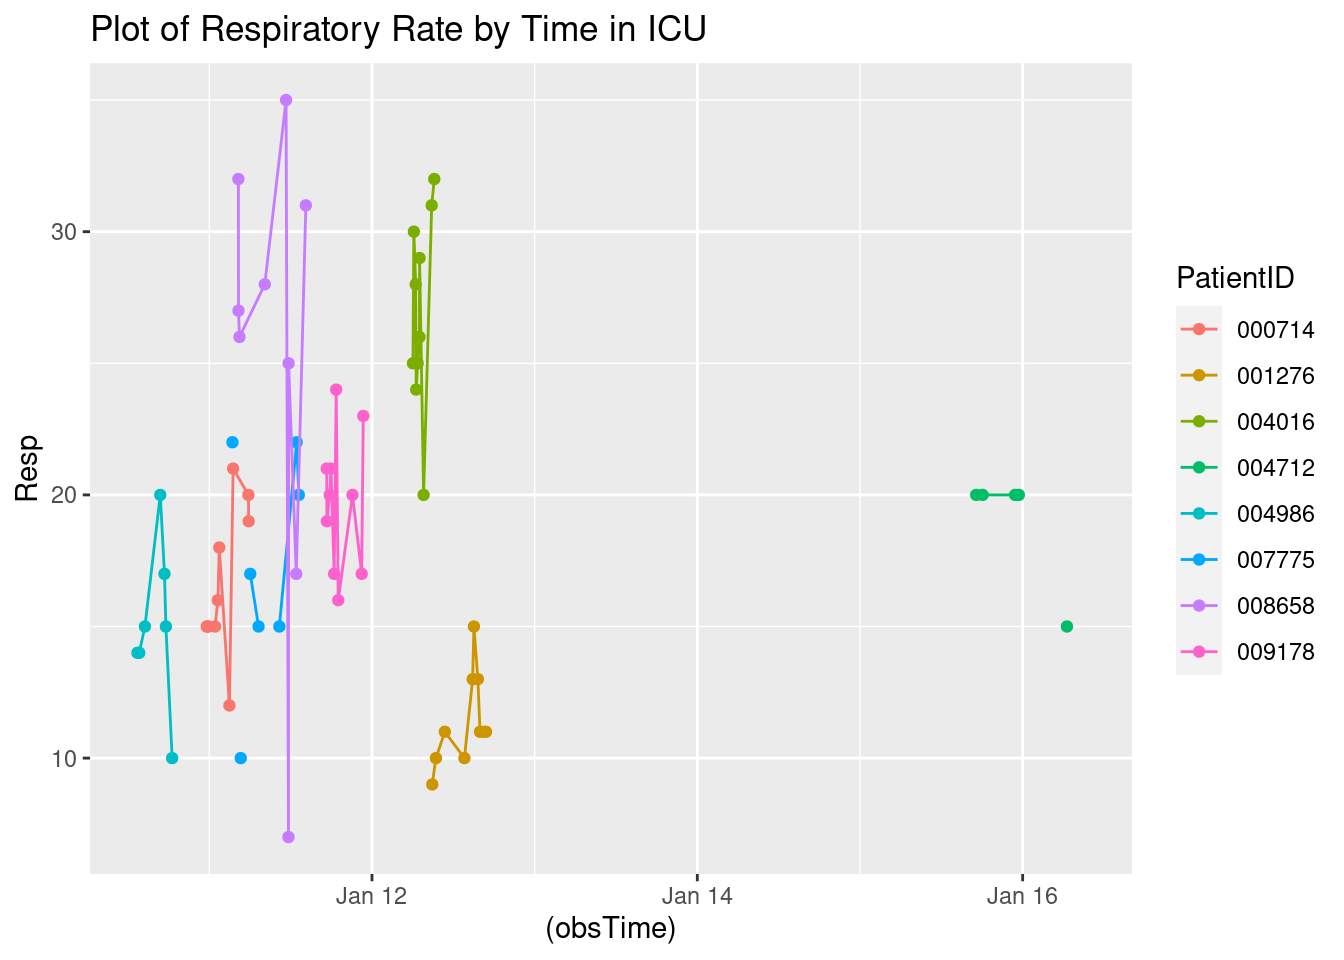 Plot of Respiratory Rate by Time in ICU
Resp
30
20
10
Jan 12
Jan 14
Jan 16
(obsTime)
PatientID
000714
001276
004016
004712
004986
007775
008658
009178